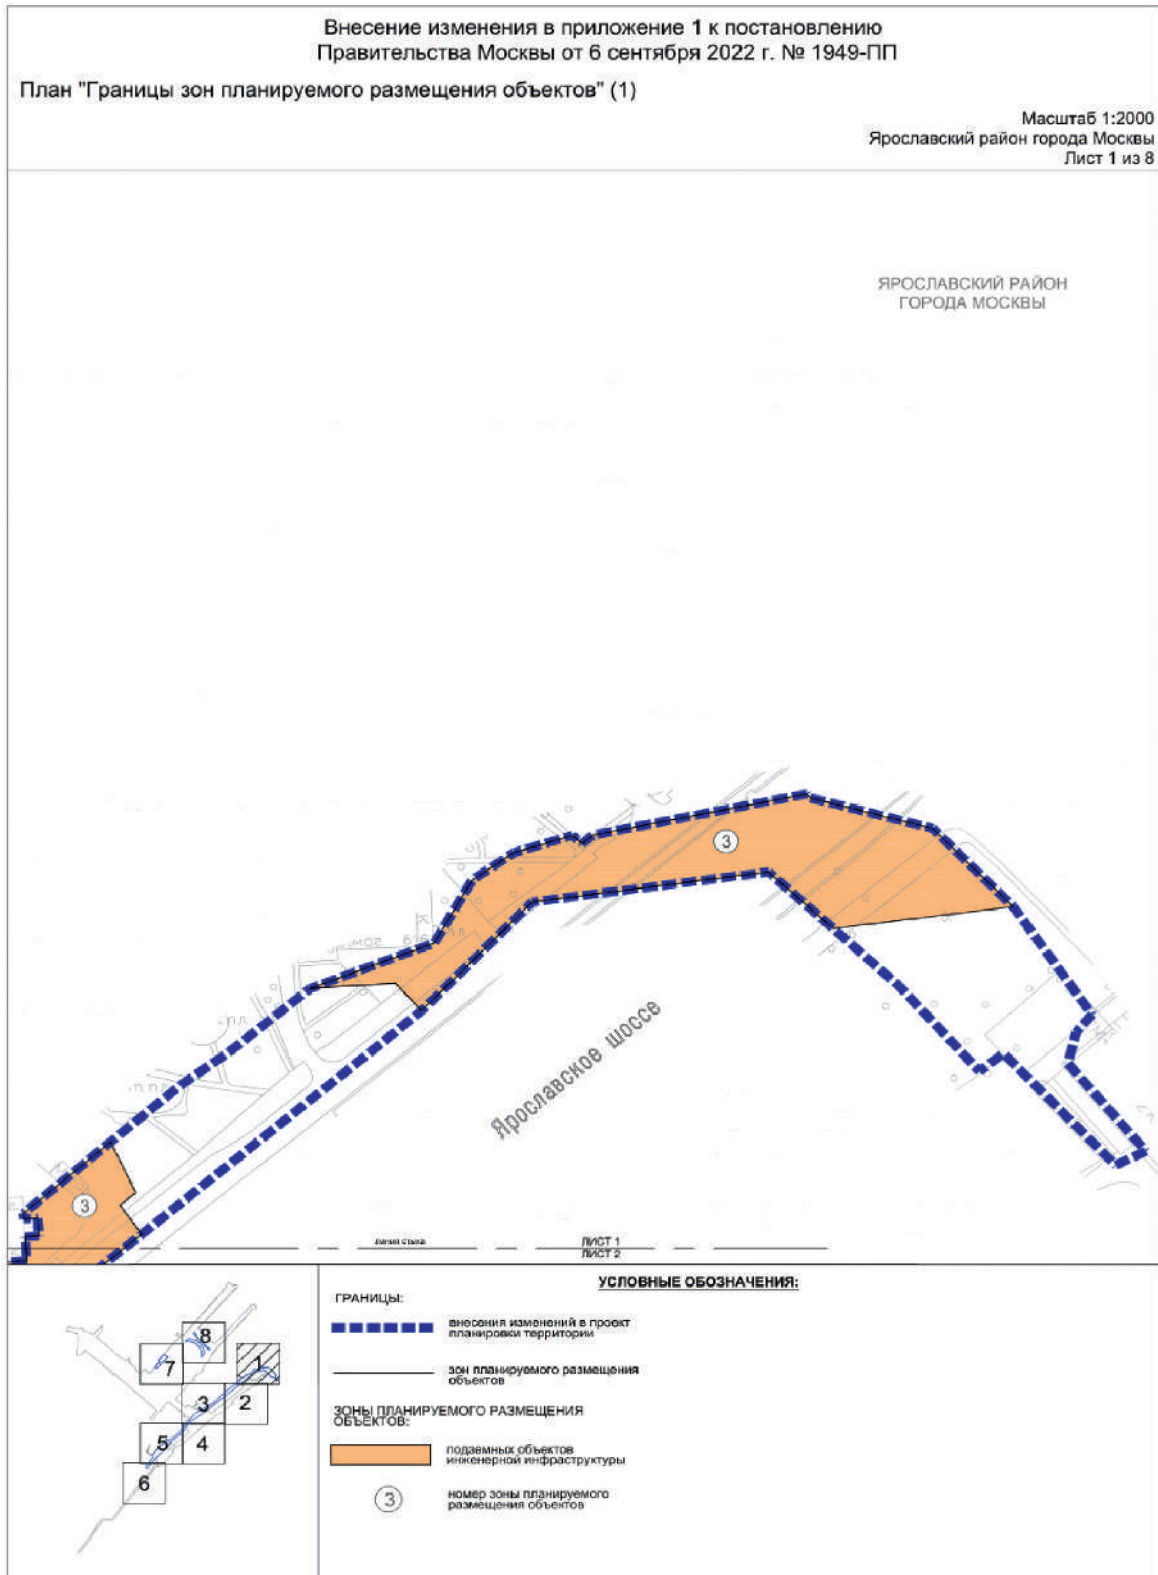 Внесение изменения в приложение 1 к постановлению
Правительства Москвы от 6 сентября 2022 г. № 1949-ПП
План "Границы зон планируемого размещения объектов" (1)
Масштаб 1:2000
Ярославский район города Москвы
Лист 1 из 8
ЯРОСЛАВСКИЙ РАЙОН
ГОРОДА МОСКВЫ
3
Ярославское шоссе
3
линия стыка
ЛИСТ 1
ЛИСТ 2
8
7
1
3
2
5
4
6
УСЛОВНЫЕ ОБОЗНАЧЕНИЯ:
ГРАНИЦЫ:
внесения изменений в проект
планировки территории
зон планируемого размещения
объектов
ЗОНЫ ПЛАНИРУЕМОГО РАЗМЕЩЕНИЯ
ОБЪЕКТОВ:
подземных объектов
инженерной инфраструктуры
3
номер зоны планируемого
размещения объектов